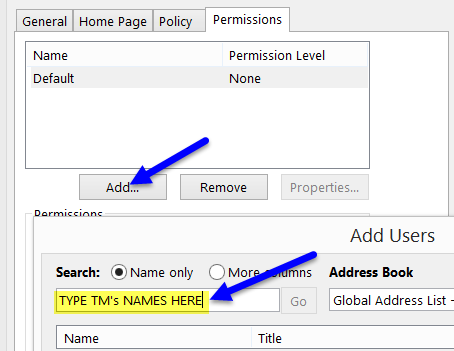 General Home Page Policy Permissions
Name Permission Level
Default None
Add... Remove Properties...
Permissions
Add Users
Search: Name only More columns Address Book
TYPE TM's NAMES HERE Go Global Address List -
Name Title